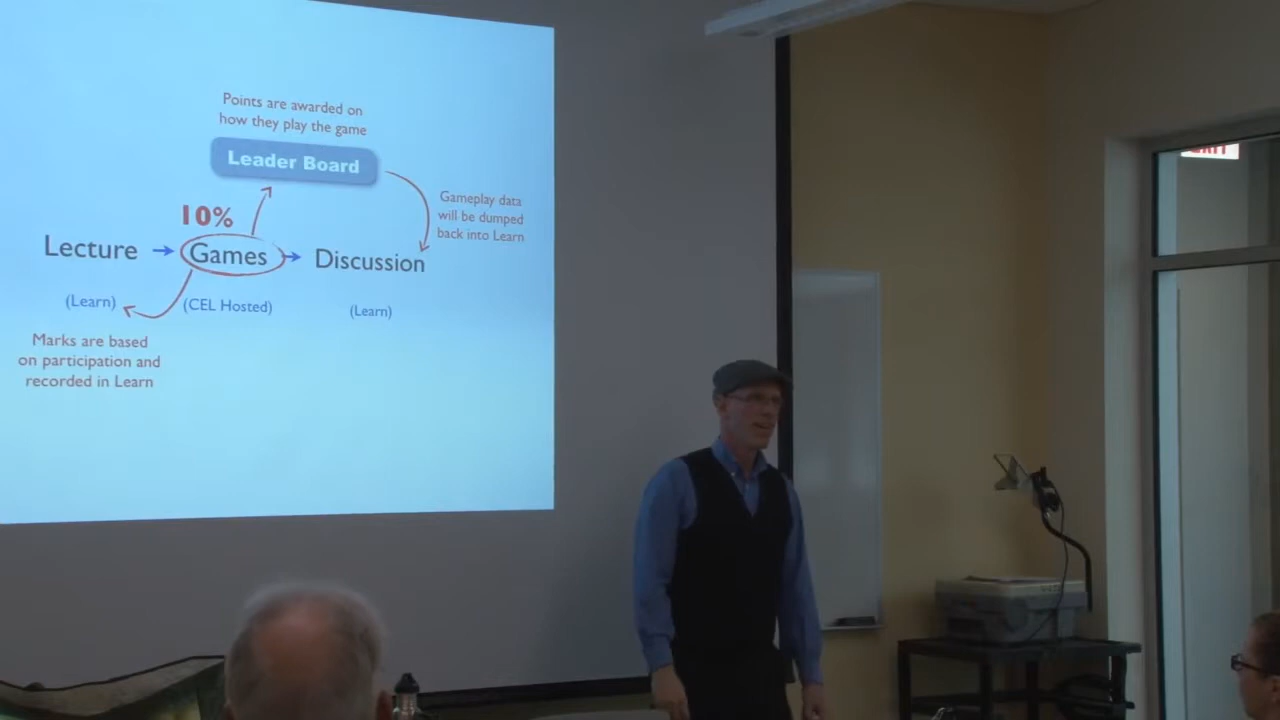 Points are awarded on
how they play the game
Leader Board
Gameplay data
will be dumped
back into Learn
10%
Lecture → Games → Discussion
(Learn) (CEL Hosted) (Learn)
Marks are based
on participation and
recorded in Learn